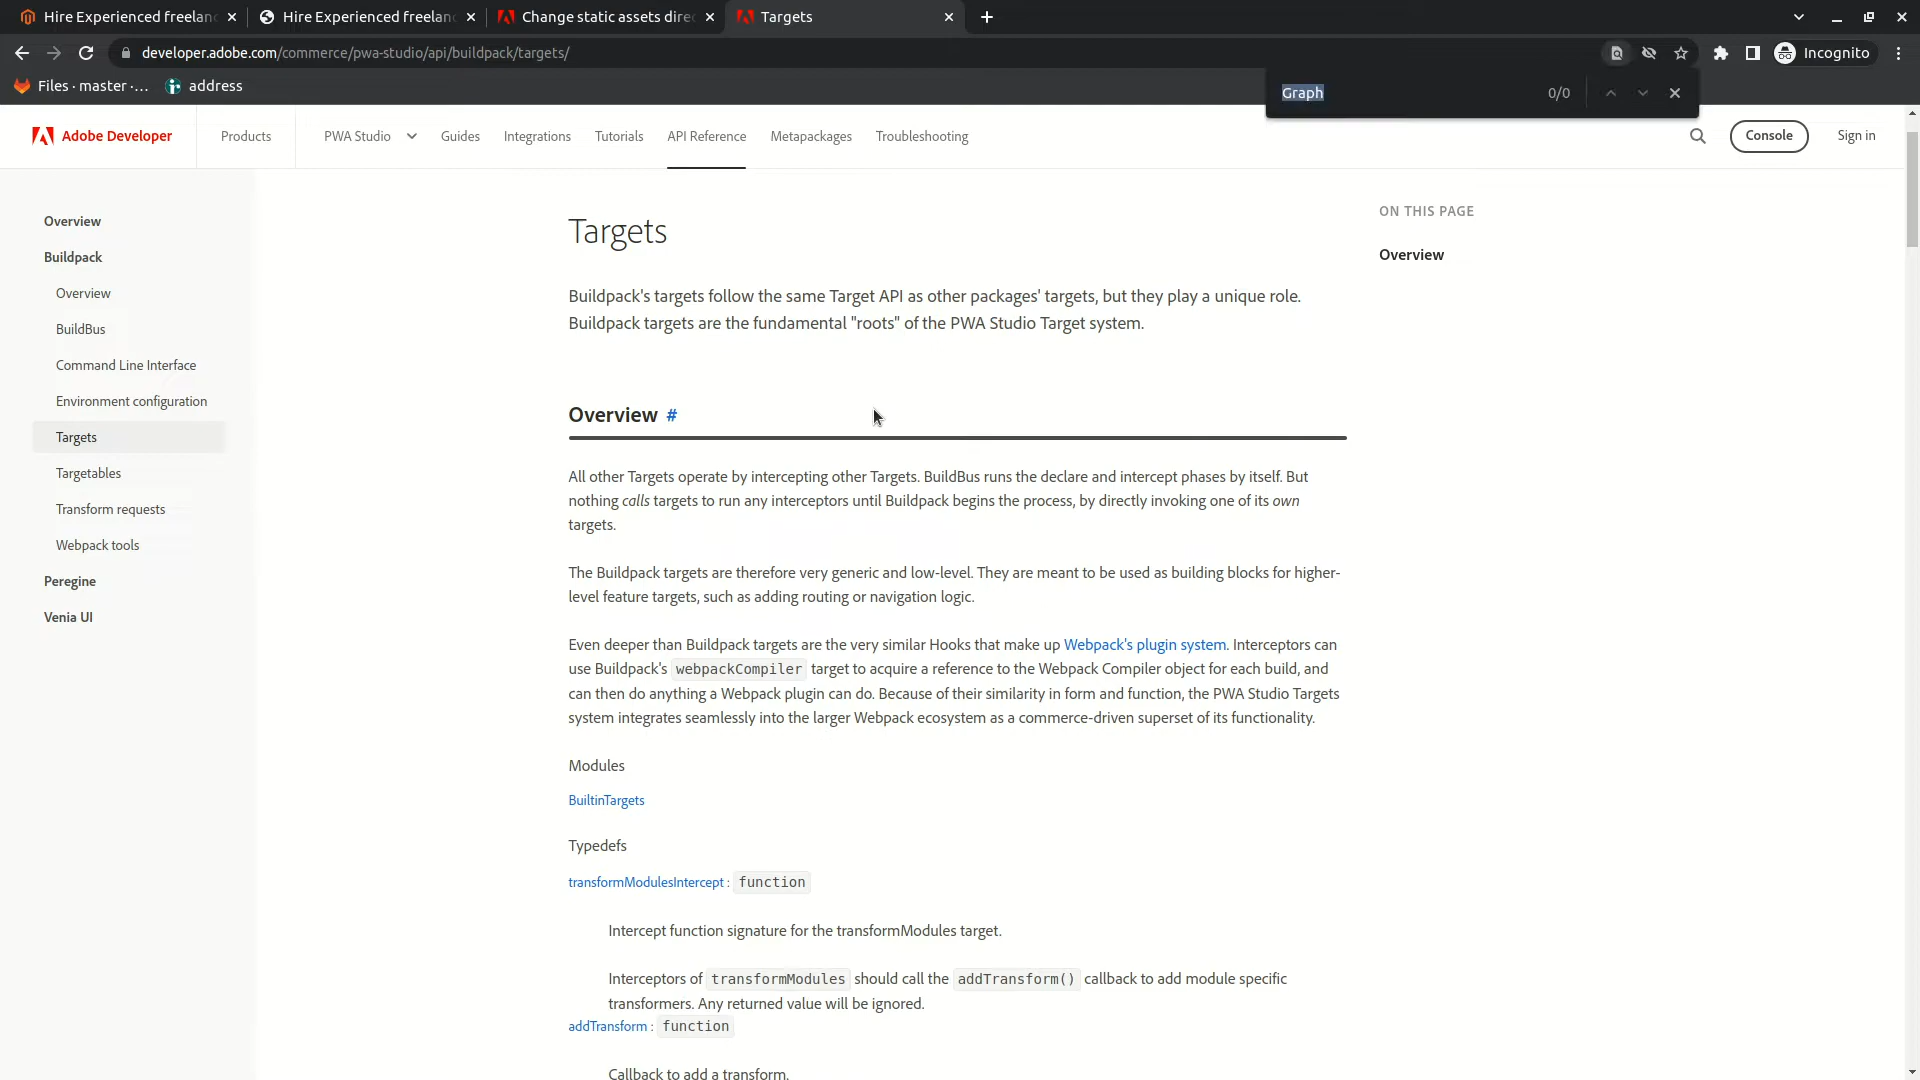 Hire Experienced freelan
Hire Experienced freelan
Change static assets dire
Targets
developer.adobe.com/commerce/pwa-studio/api/buildpack/targets/
Incognito
Files · master ·...
address
Graph
0/0
Adobe Developer
Products
PWA Studio
Guides
Integrations
Tutorials
API Reference
Metapackages
Troubleshooting
Console
Sign in
Overview
Buildpack
Overview
BuildBus
Command Line Interface
Environment configuration
Targets
Targetables
Transform requests
Webpack tools
Peregrine
Venia UI
Targets
Buildpack's targets follow the same Target API as other packages' targets, but they play a unique role.
Buildpack targets are the fundamental "roots" of the PWA Studio Target system.
Overview #
All other Targets operate by intercepting other Targets. BuildBus runs the declare and intercept phases by itself. But
nothing calls targets to run any interceptors until Buildpack begins the process, by directly invoking one of its own
targets.
The Buildpack targets are therefore very generic and low-level. They are meant to be used as building blocks for higher-
level feature targets, such as adding routing or navigation logic.
Even deeper than Buildpack targets are the very similar Hooks that make up Webpack's plugin system. Interceptors can
use Buildpack's webpackCompiler target to acquire a reference to the Webpack Compiler object for each build, and
can then do anything a Webpack plugin can do. Because of their similarity in form and function, the PWA Studio Targets
system integrates seamlessly into the larger Webpack ecosystem as a commerce-driven superset of its functionality.
Modules
BuiltinTargets
Typedefs
transformModulesIntercept : function
Intercept function signature for the transformModules target.
Interceptors of transformModules should call the addTransform() callback to add module specific
transformers. Any returned value will be ignored.
addTransform : function
Callback to add a transform.
ON THIS PAGE
Overview